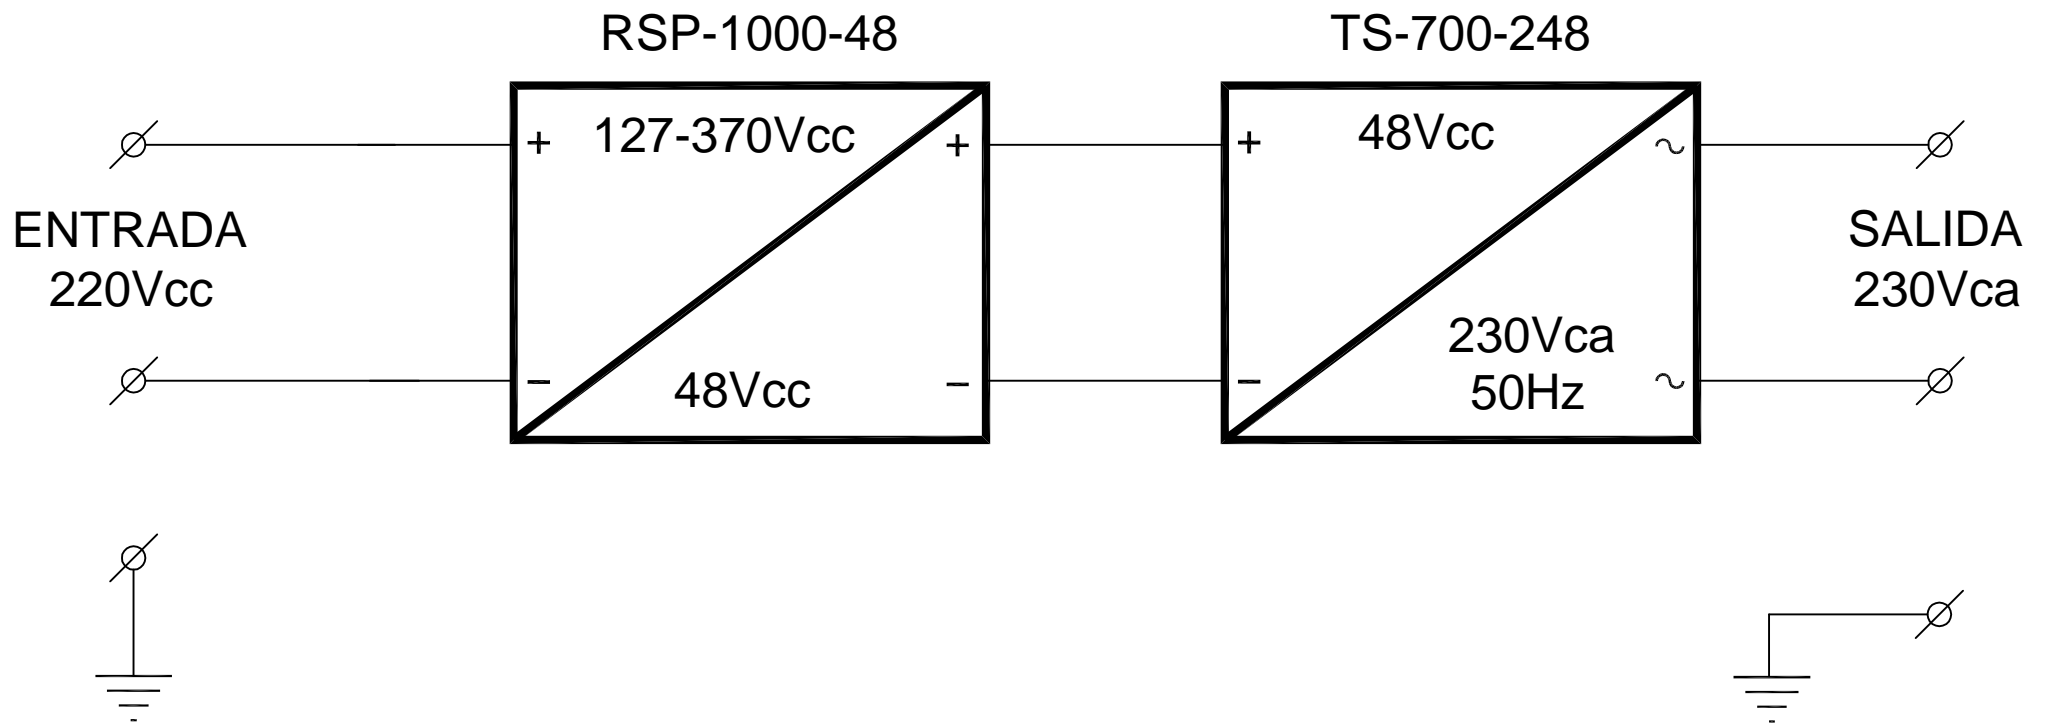 RSP-1000-48
TS-700-248
+ 127-370Vcc +
+ 48Vcc ~
ENTRADA
220Vcc
SALIDA
230Vca
− 48Vcc −
− 230Vca
50Hz ~